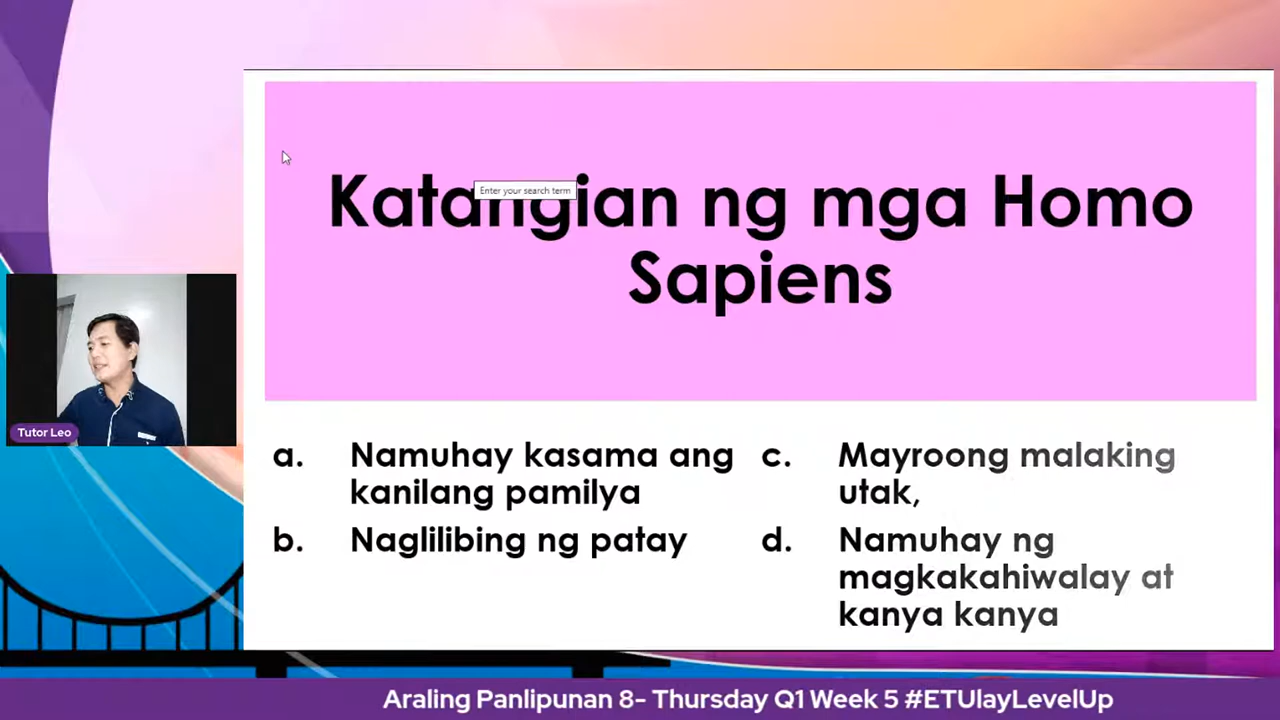 Katangian ng mga Homo
Enter your search term
Sapiens
a. Namuhay kasama ang
kanilang pamilya
b. Naglilibing ng patay
c. Mayroong malaking
utak,
d. Namuhay ng
magkakahiwalay at
kanya kanya
Tutor Leo
Araling Panlipunan 8- Thursday Q1 Week 5 #ETUlayLevelUp